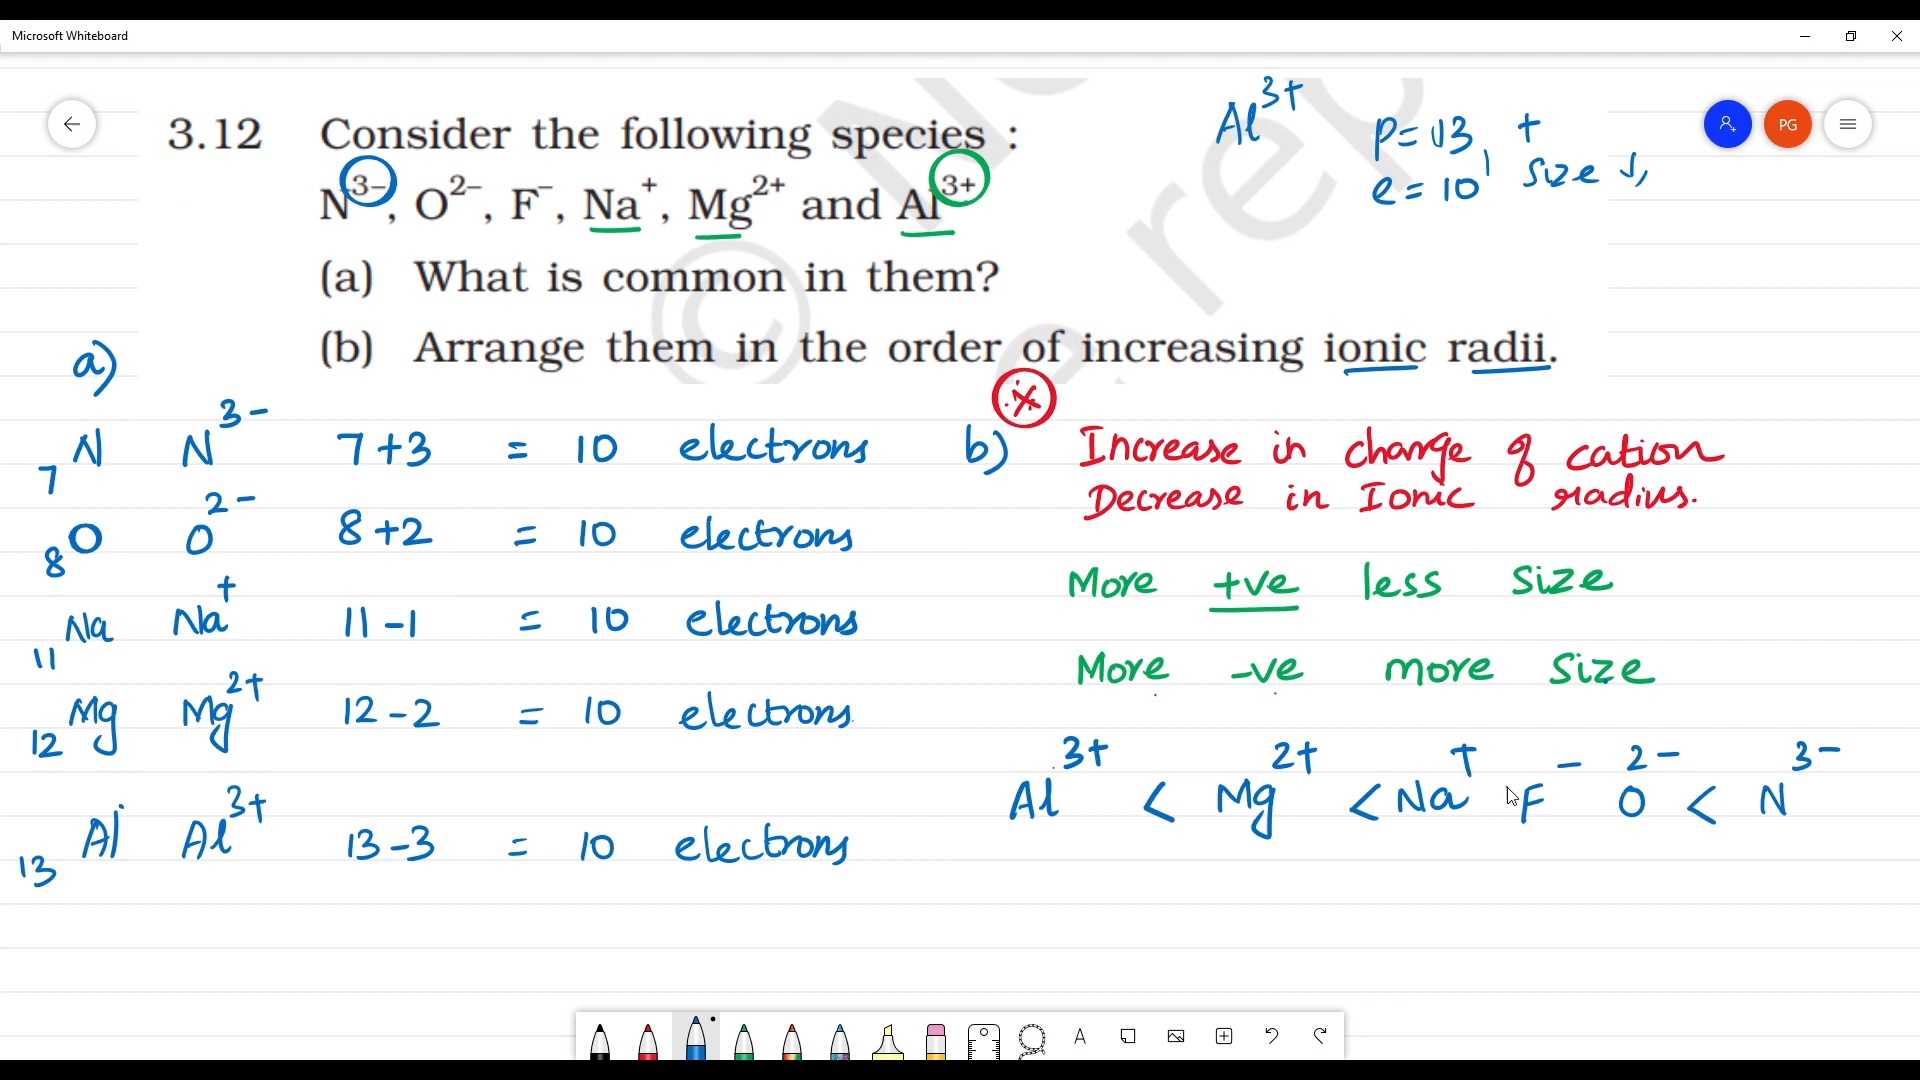 Microsoft Whiteboard
3.12 Consider the following species :
N³⁻, O²⁻, F⁻, Na⁺, Mg²⁺ and Al³⁺
(a) What is common in them?
(b) Arrange them in the order of increasing ionic radii.
Al³⁺ p = 13 +
e = 10 size
PG
a)
₇N N³⁻ 7+3 = 10 electrons
₈O O²⁻ 8+2 = 10 electrons
₁₁Na Na⁺ 11-1 = 10 electrons
₁₂Mg Mg²⁺ 12-2 = 10 electrons
₁₃Al Al³⁺ 13-3 = 10 electrons
b) Increase in charge of cation
Decrease in Ionic radius.
More +ve less size
More -ve more size
Al³⁺ < Mg²⁺ < Na⁺ F⁻ O²⁻ < N³⁻
A